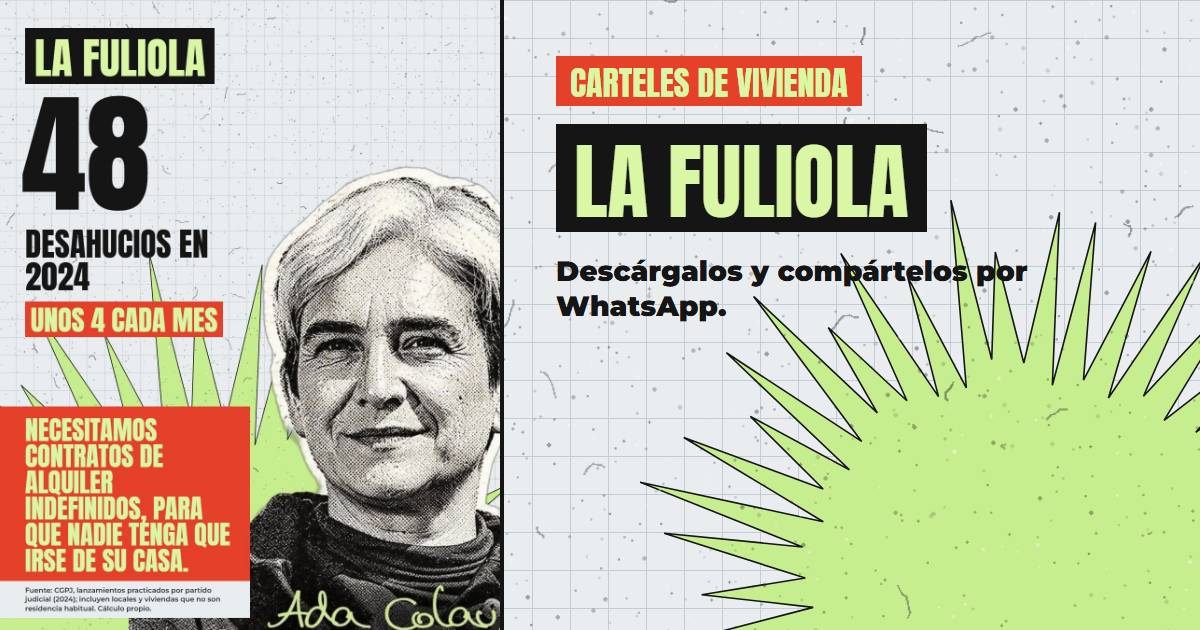 LA FULIOLA
48
DESAHUCIOS EN
2024
UNOS 4 CADA MES
NECESITAMOS
CONTRATOS DE
ALQUILER
INDEFINIDOS, PARA
QUE NADIE TENGA QUE
IRSE DE SU CASA.
Fuente: CGPJ, lanzamientos practicados por partido
judicial (2024); incluyen locales y viviendas que no son
residencia habitual. Cálculo propio.
Ada Colau
CARTELES DE VIVIENDA
LA FULIOLA
Descárgalos y compártelos por
WhatsApp.